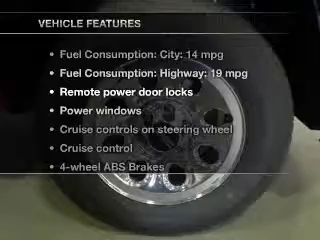 VEHICLE FEATURES
• Fuel Consumption: City: 14 mpg
• Fuel Consumption: Highway: 19 mpg
• Remote power door locks
• Power windows
• Cruise controls on steering wheel
• Cruise control
• 4-wheel ABS Brakes